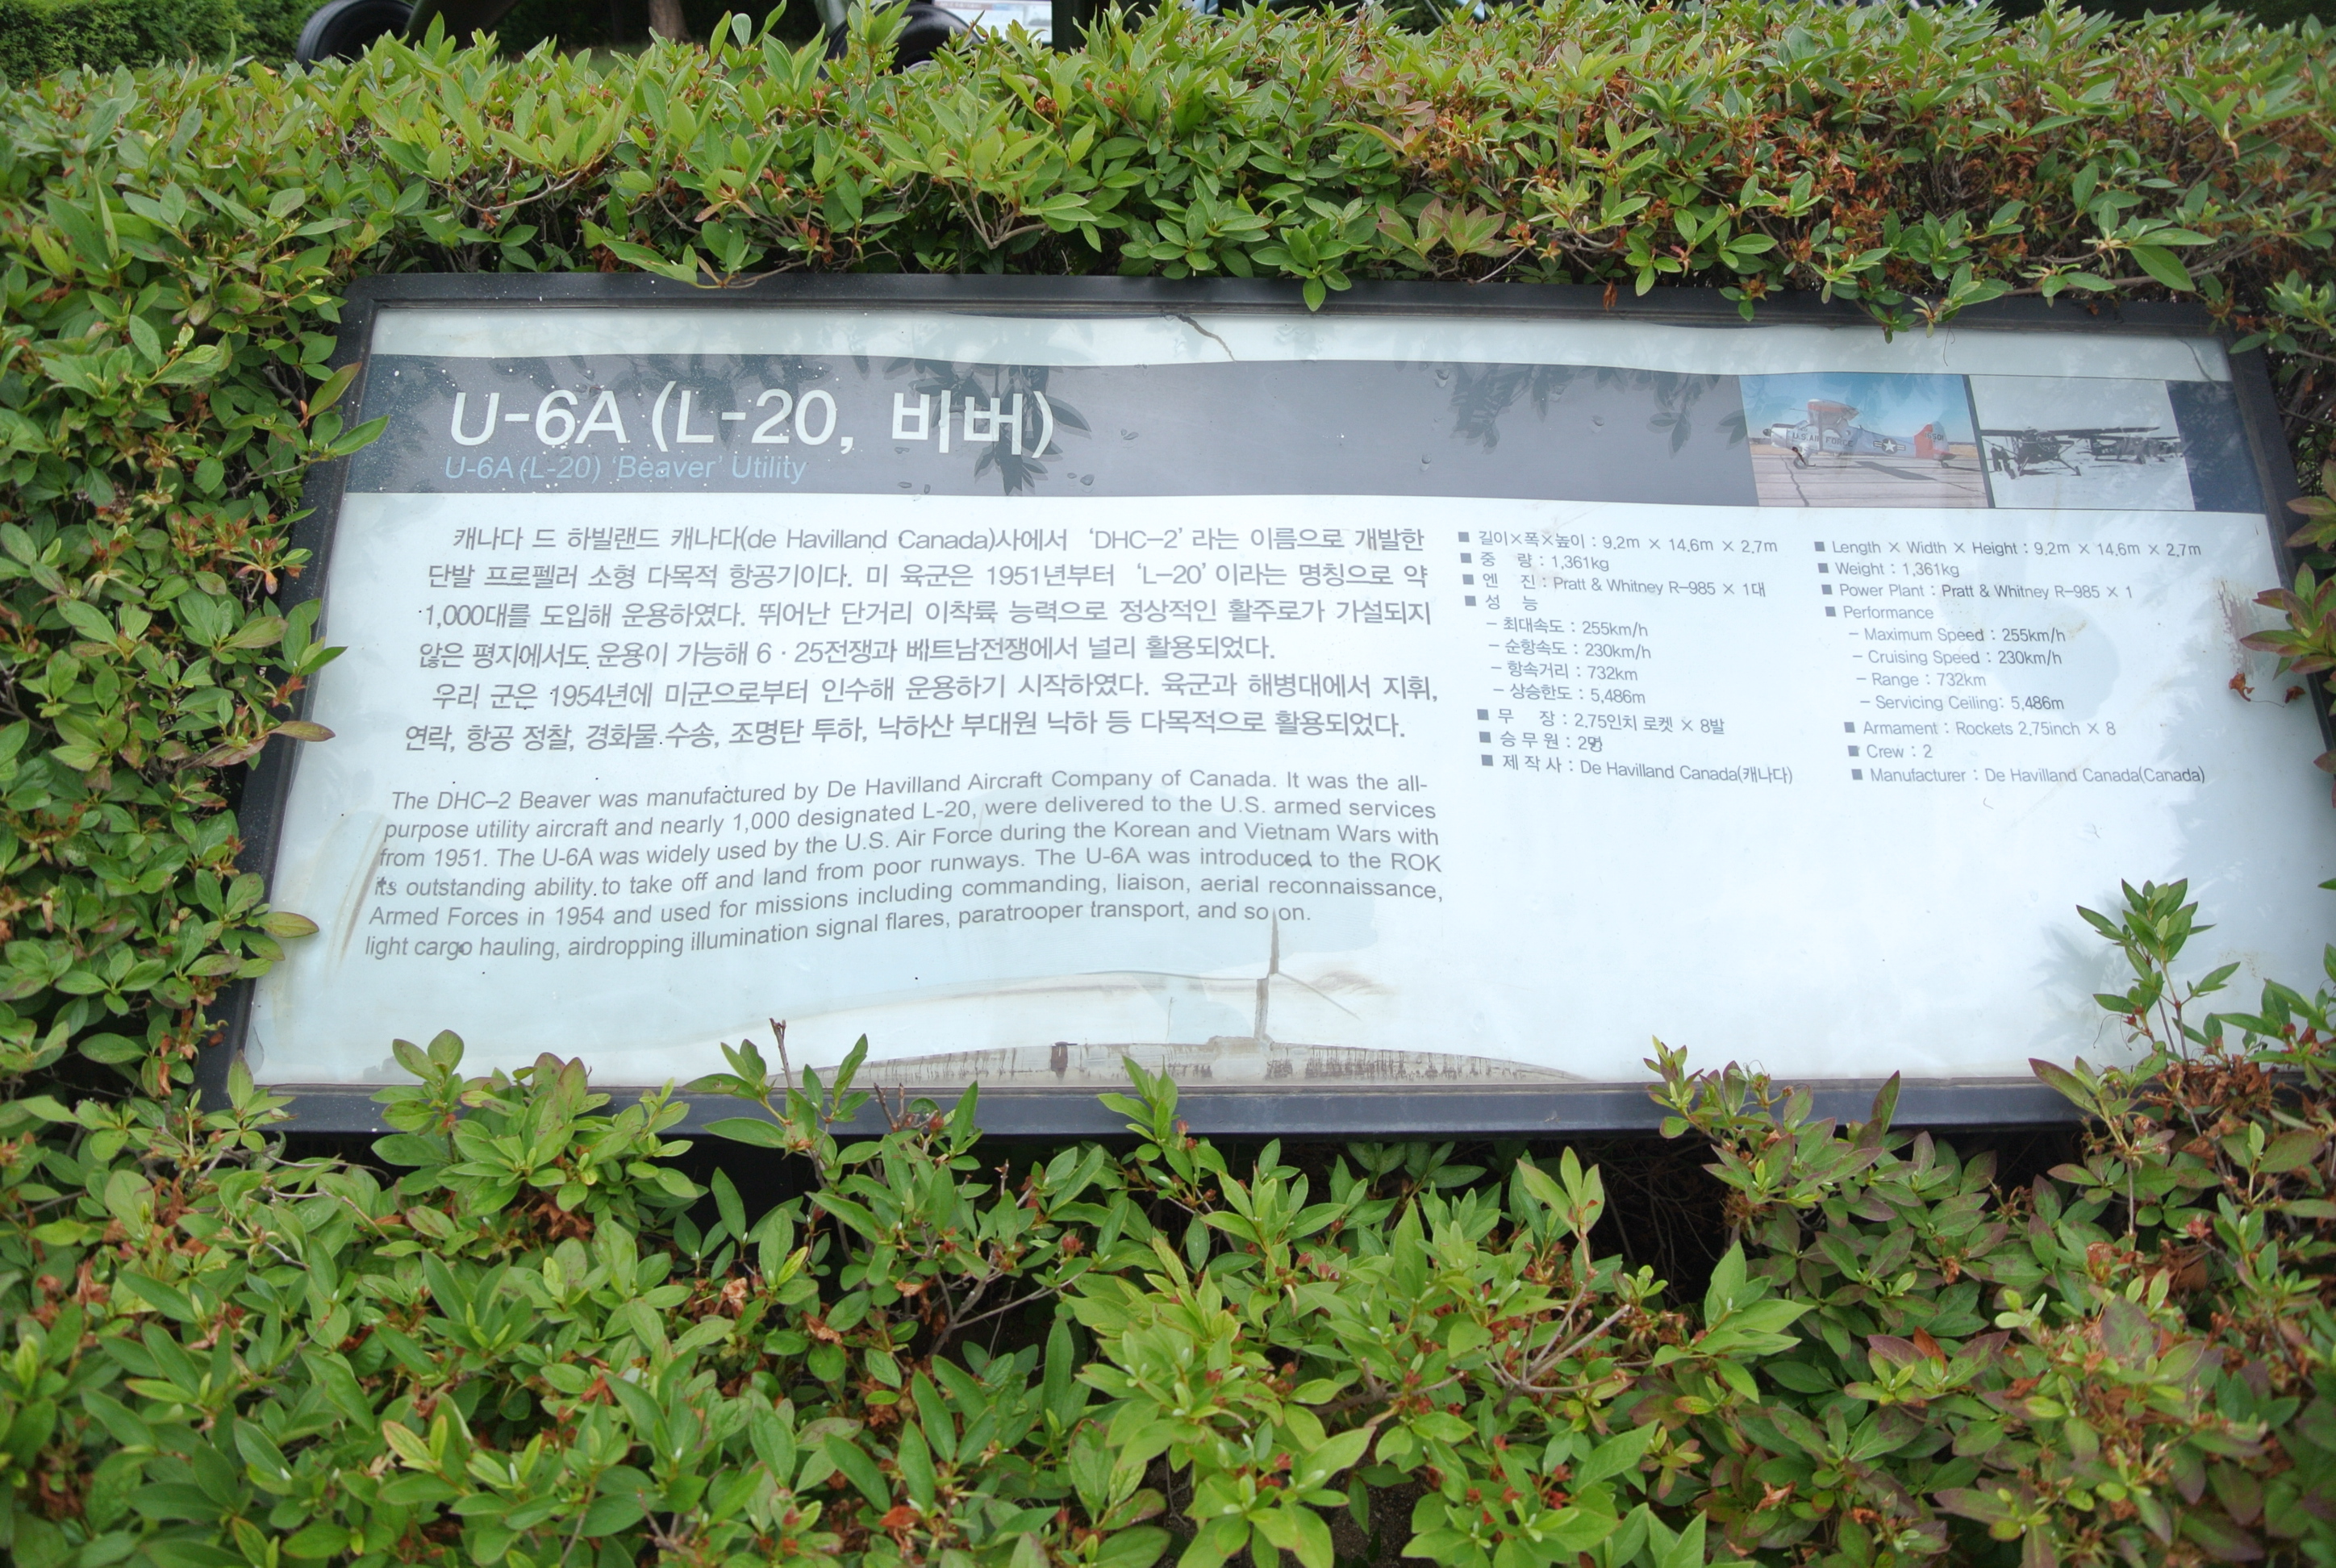 U-6A (L-20, 비버)
U-6A (L-20) 'Beaver' Utility
캐나다 드 하빌랜드 캐나다(de Havilland Canada)사에서 'DHC-2' 라는 이름으로 개발한
단발 프로펠러 소형 다목적 항공기이다. 미 육군은 1951년부터 'L-20' 이라는 명칭으로 약
1,000대를 도입해 운용하였다. 뛰어난 단거리 이착륙 능력으로 정상적인 활주로가 가설되지
않은 평지에서도 운용이 가능해 6·25전쟁과 베트남전쟁에서 널리 활용되었다.
우리 군은 1954년에 미군으로부터 인수해 운용하기 시작하였다. 육군과 해병대에서 지휘,
연락, 항공 정찰, 경화물 수송, 조명탄 투하, 낙하산 부대원 낙하 등 다목적으로 활용되었다.
The DHC-2 Beaver was manufactured by De Havilland Aircraft Company of Canada. It was the all-
purpose utility aircraft and nearly 1,000 designated L-20, were delivered to the U.S. armed services
from 1951. The U-6A was widely used by the U.S. Air Force during the Korean and Vietnam Wars with
its outstanding ability to take off and land from poor runways. The U-6A was introduced to the ROK
Armed Forces in 1954 and used for missions including commanding, liaison, aerial reconnaissance,
light cargo hauling, airdropping illumination signal flares, paratrooper transport, and so on.
■ 길이×폭×높이 : 9.2m × 14.6m × 2.7m
■ 중 량 : 1,361kg
■ 엔 진 : Pratt & Whitney R-985 × 1대
■ 성 능
- 최대속도 : 255km/h
- 순항속도 : 230km/h
- 항속거리 : 732km
- 상승한도 : 5,486m
■ 무 장 : 2.75인치 로켓 × 8발
■ 승 무 원 : 2명
■ 제 작 사 : De Havilland Canada(캐나다)
■ Length × Width × Height : 9.2m × 14.6m × 2.7m
■ Weight : 1,361kg
■ Power Plant : Pratt & Whitney R-985 × 1
■ Performance
- Maximum Speed : 255km/h
- Cruising Speed : 230km/h
- Range : 732km
- Servicing Ceiling: 5,486m
■ Armament : Rockets 2.75inch × 8
■ Crew : 2
■ Manufacturer : De Havilland Canada(Canada)
U.S. AIR FORCE